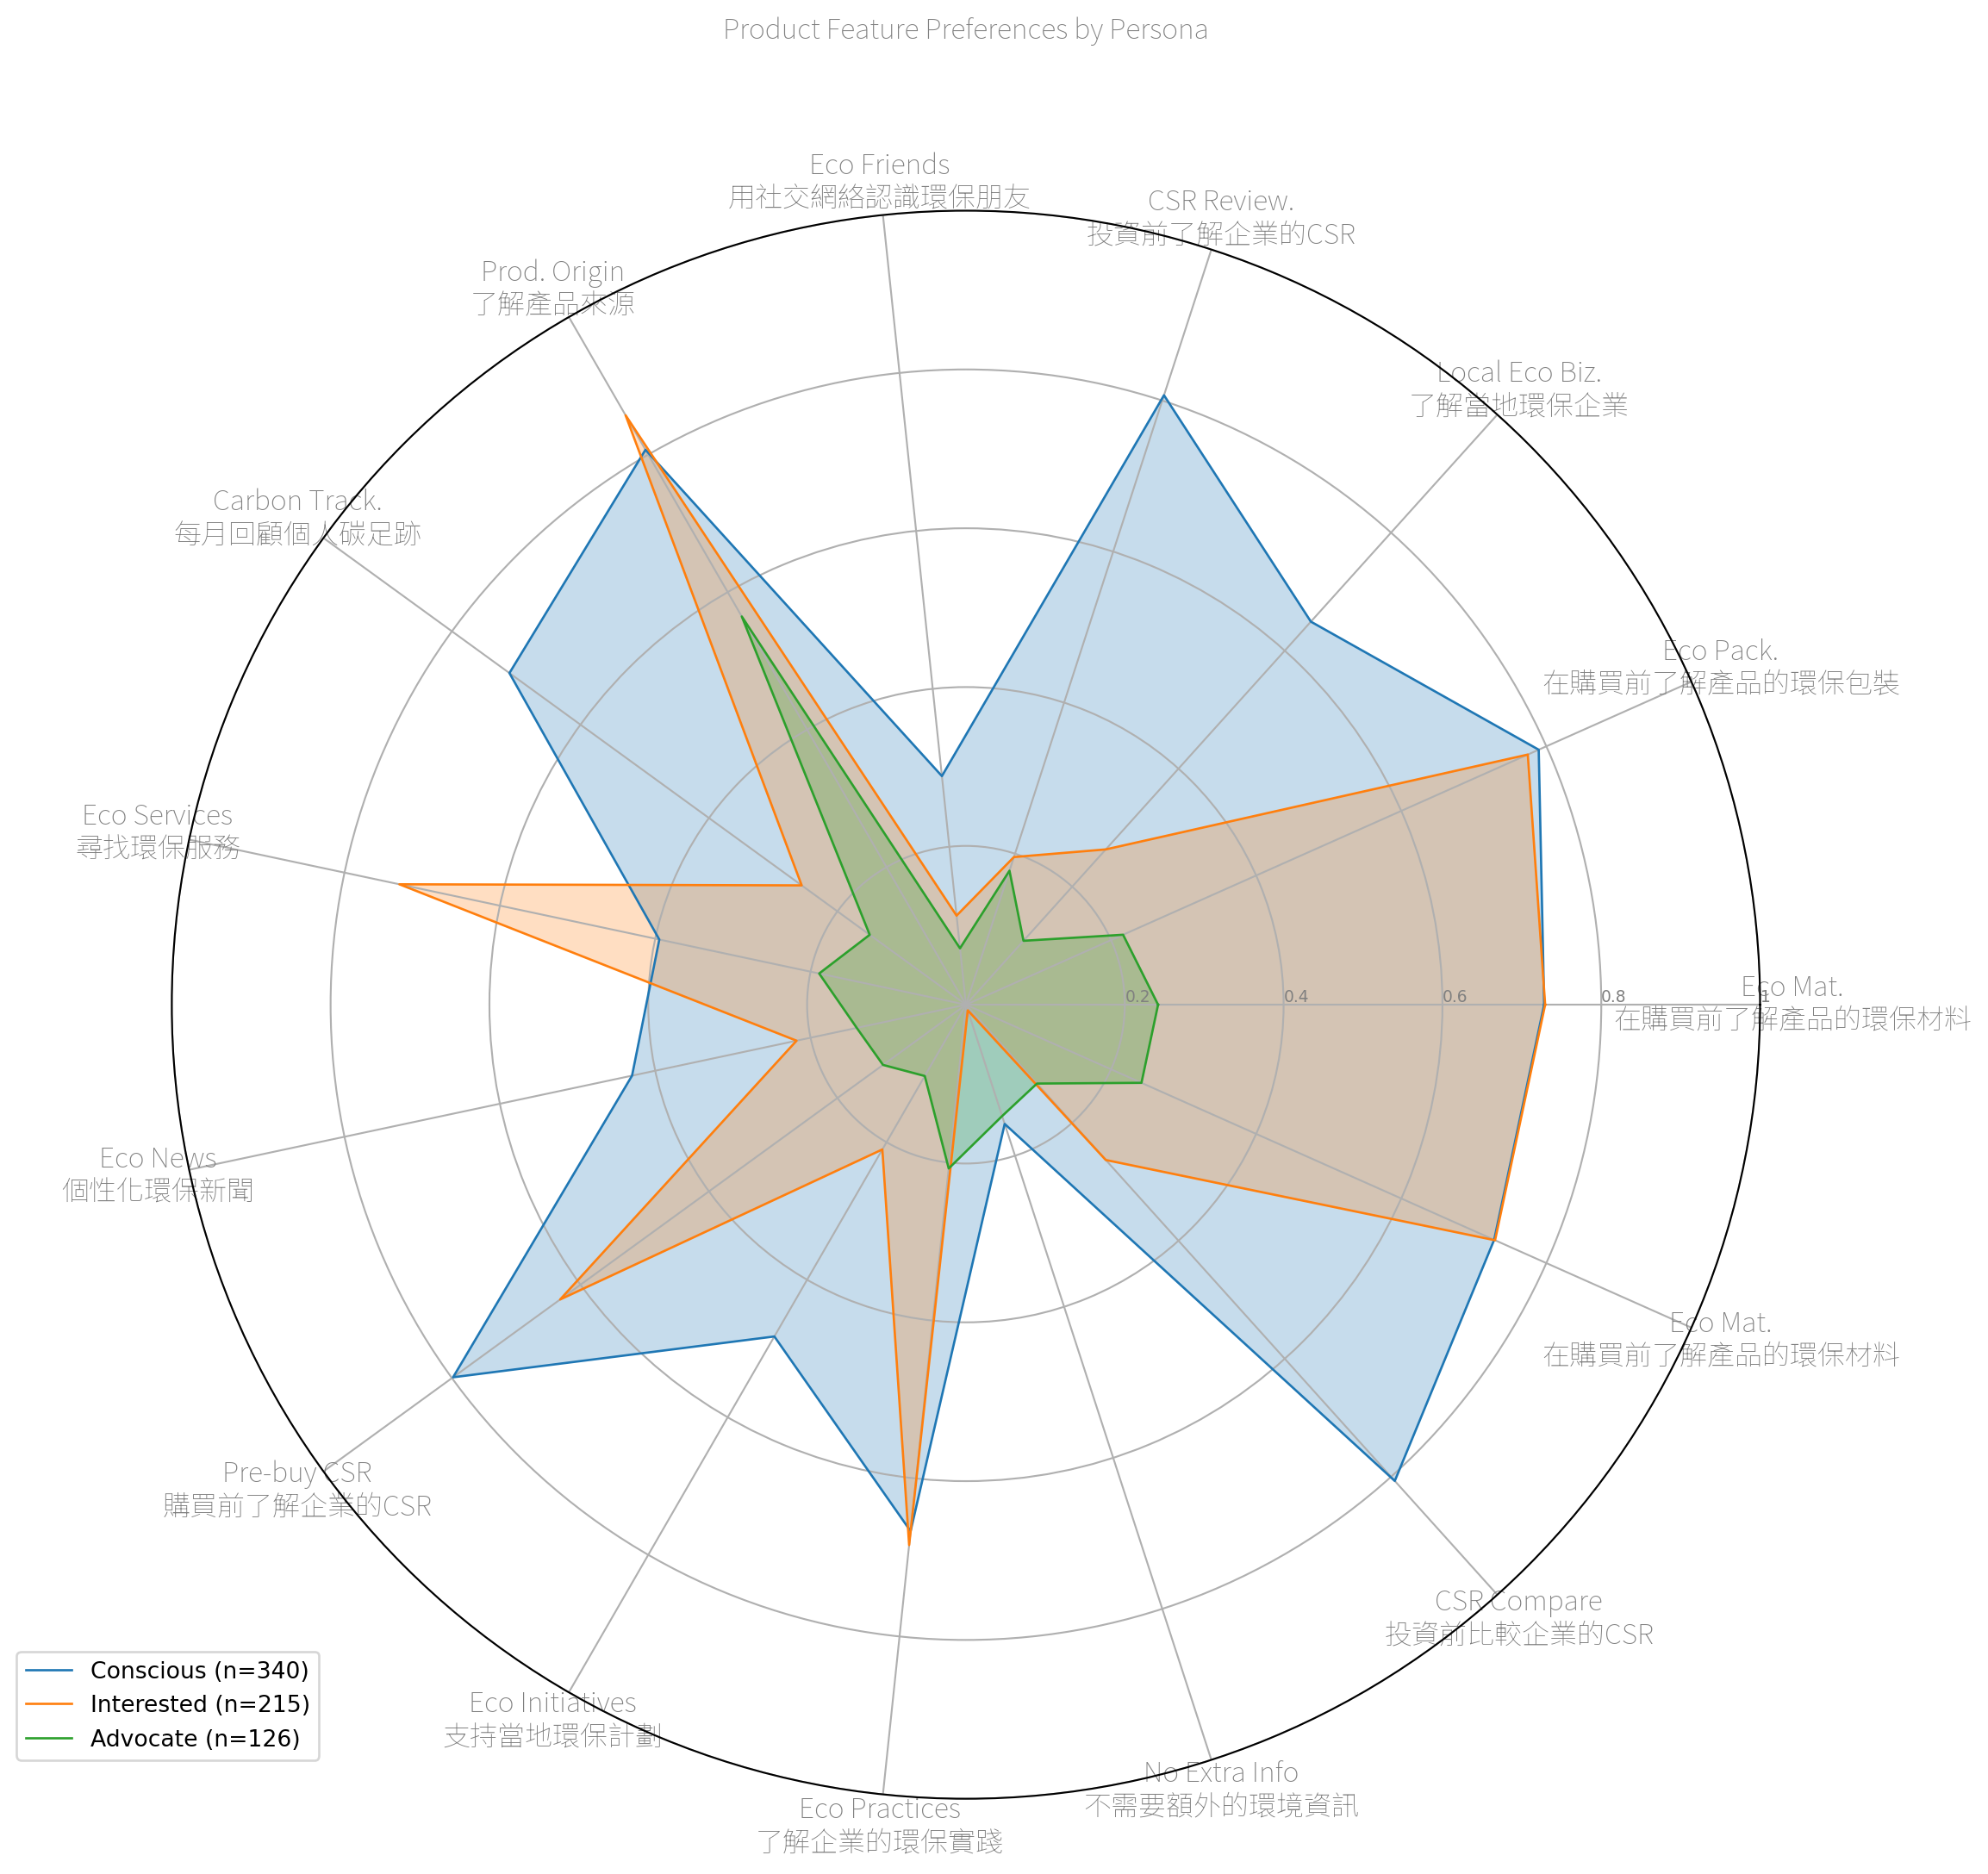 Product Feature Preferences by Persona
Eco Friends
用社交網絡認識環保朋友
CSR Review.
投資前了解企業的CSR
Prod. Origin
了解產品來源
Local Eco Biz.
了解當地環保企業
Carbon Track.
每月回顧個人碳足跡
Eco Pack.
在購買前了解產品的環保包裝
Eco Services
尋找環保服務
0.2
0.4
0.6
0.8
1
Eco Mat.
在購買前了解產品的環保材料
Eco News
個性化環保新聞
Eco Mat.
在購買前了解產品的環保材料
Pre-buy CSR
購買前了解企業的CSR
CSR Compare
投資前比較企業的CSR
Eco Initiatives
支持當地環保計劃
No Extra Info
不需要額外的環境資訊
Eco Practices
了解企業的環保實踐
Conscious (n=340)
Interested (n=215)
Advocate (n=126)